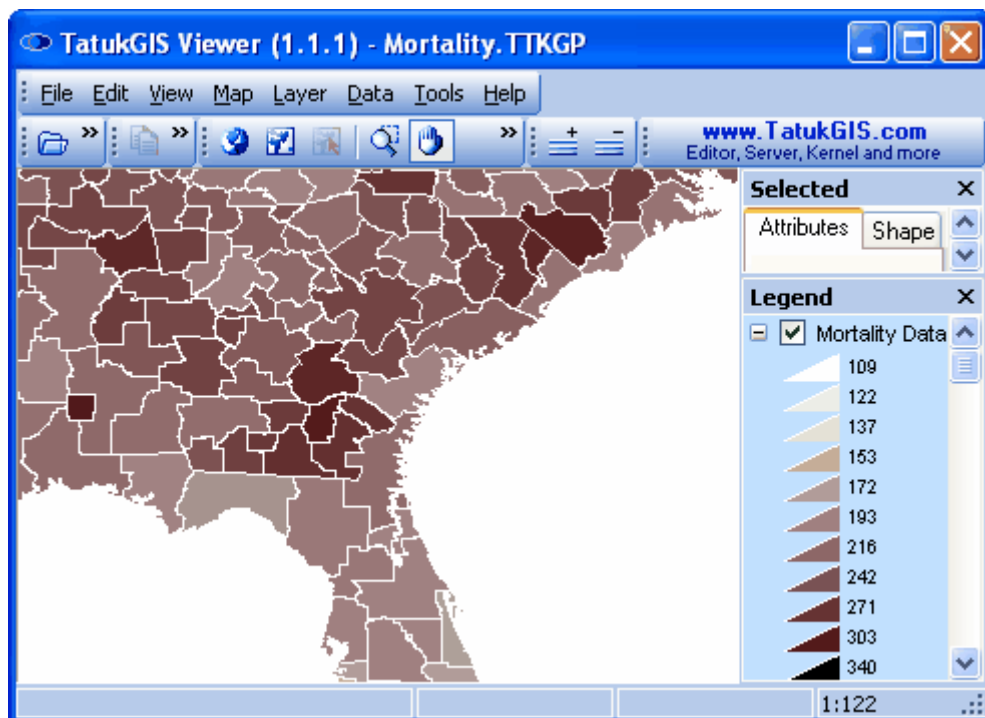 TatukGIS Viewer (1.1.1) - Mortality.TTKGP
File Edit View Map Layer Data Tools Help
www.TatukGIS.com
Editor, Server, Kernel and more
Selected
Attributes Shape
Legend
Mortality Data
109
122
137
153
172
193
216
242
271
303
340
1:122